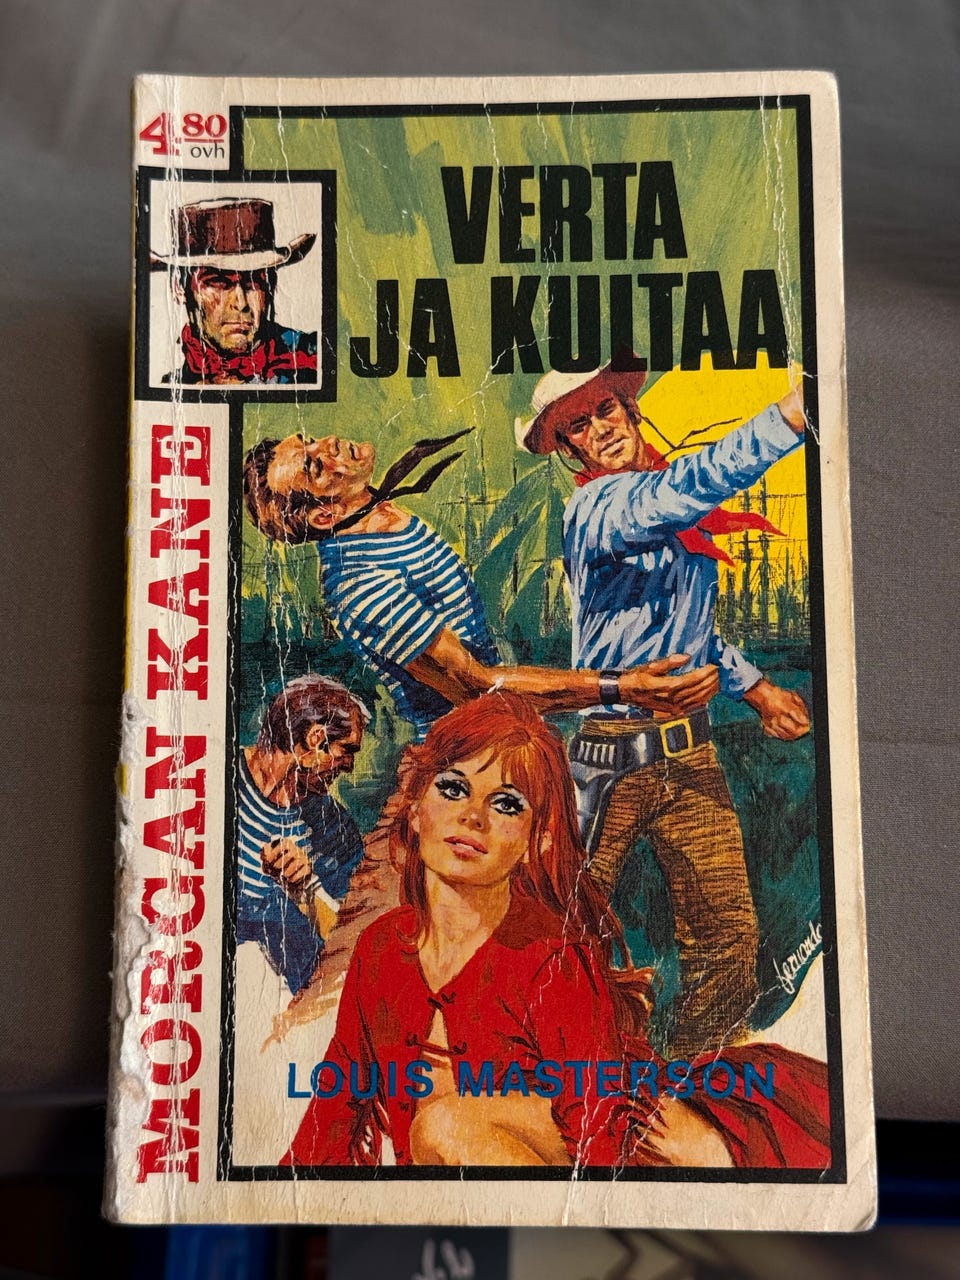 4.80
ovh
VERTA
JA KULTAA
MORGAN KANE
LOUIS MASTERSON